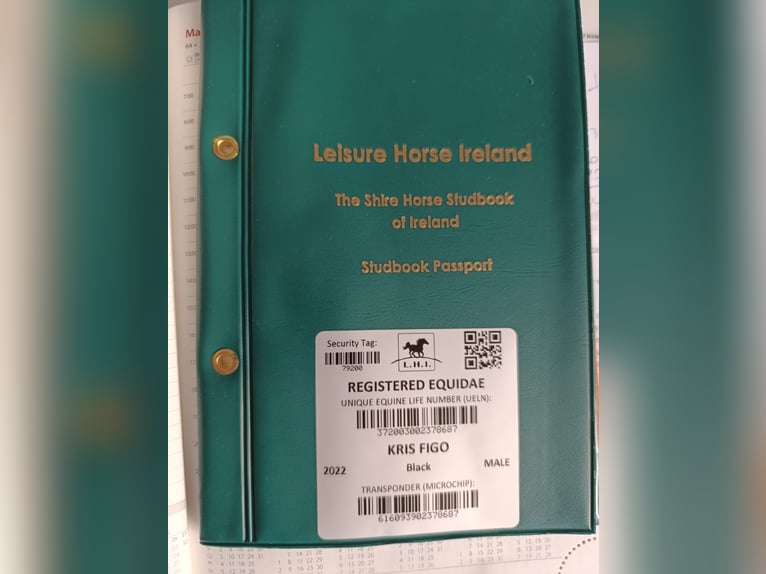 Ma
Leisure Horse Ireland
The Shire Horse Studbook
of Ireland
Studbook Passport
Security Tag:
79200
L.H.I.
REGISTERED EQUIDAE
UNIQUE EQUINE LIFE NUMBER (UELN):
372003002378687
KRIS FIGO
2022 Black MALE
TRANSPONDER (MICROCHIP):
616093902378687